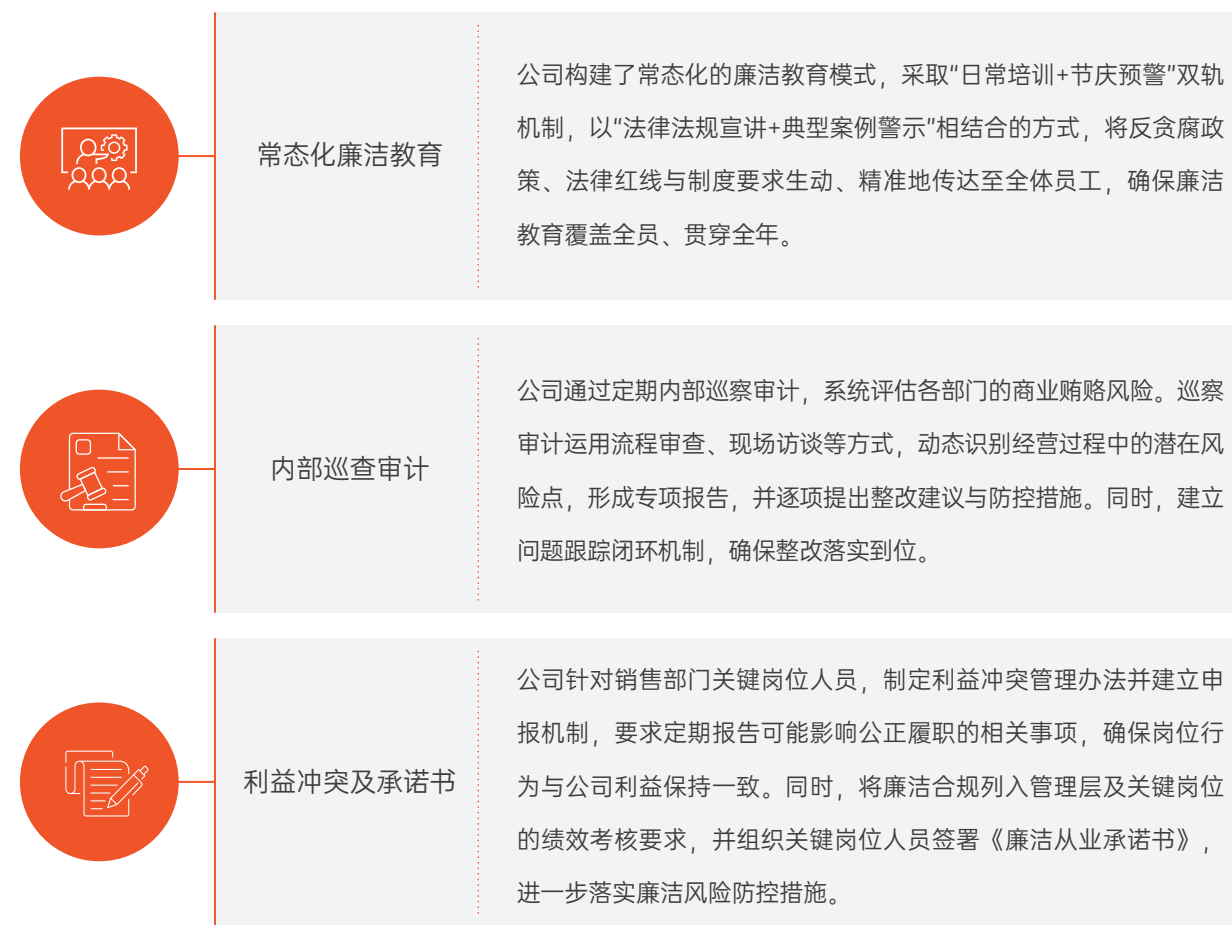 常态化廉洁教育
公司构建了常态化的廉洁教育模式，采取"日常培训+节庆预警"双轨
机制，以"法律法规宣讲+典型案例警示"相结合的方式，将反贪腐政
策、法律红线与制度要求生动、精准地传达至全体员工，确保廉洁
教育覆盖全员、贯穿全年。
内部巡查审计
公司通过定期内部巡察审计，系统评估各部门的商业贿赂风险。巡察
审计运用流程审查、现场访谈等方式，动态识别经营过程中的潜在风
险点，形成专项报告，并逐项提出整改建议与防控措施。同时，建立
问题跟踪闭环机制，确保整改落实到位。
利益冲突及承诺书
公司针对销售部门关键岗位人员，制定利益冲突管理办法并建立申
报机制，要求定期报告可能影响公正履职的相关事项，确保岗位行
为与公司利益保持一致。同时，将廉洁合规列入管理层及关键岗位
的绩效考核要求，并组织关键岗位人员签署《廉洁从业承诺书》，
进一步落实廉洁风险防控措施。